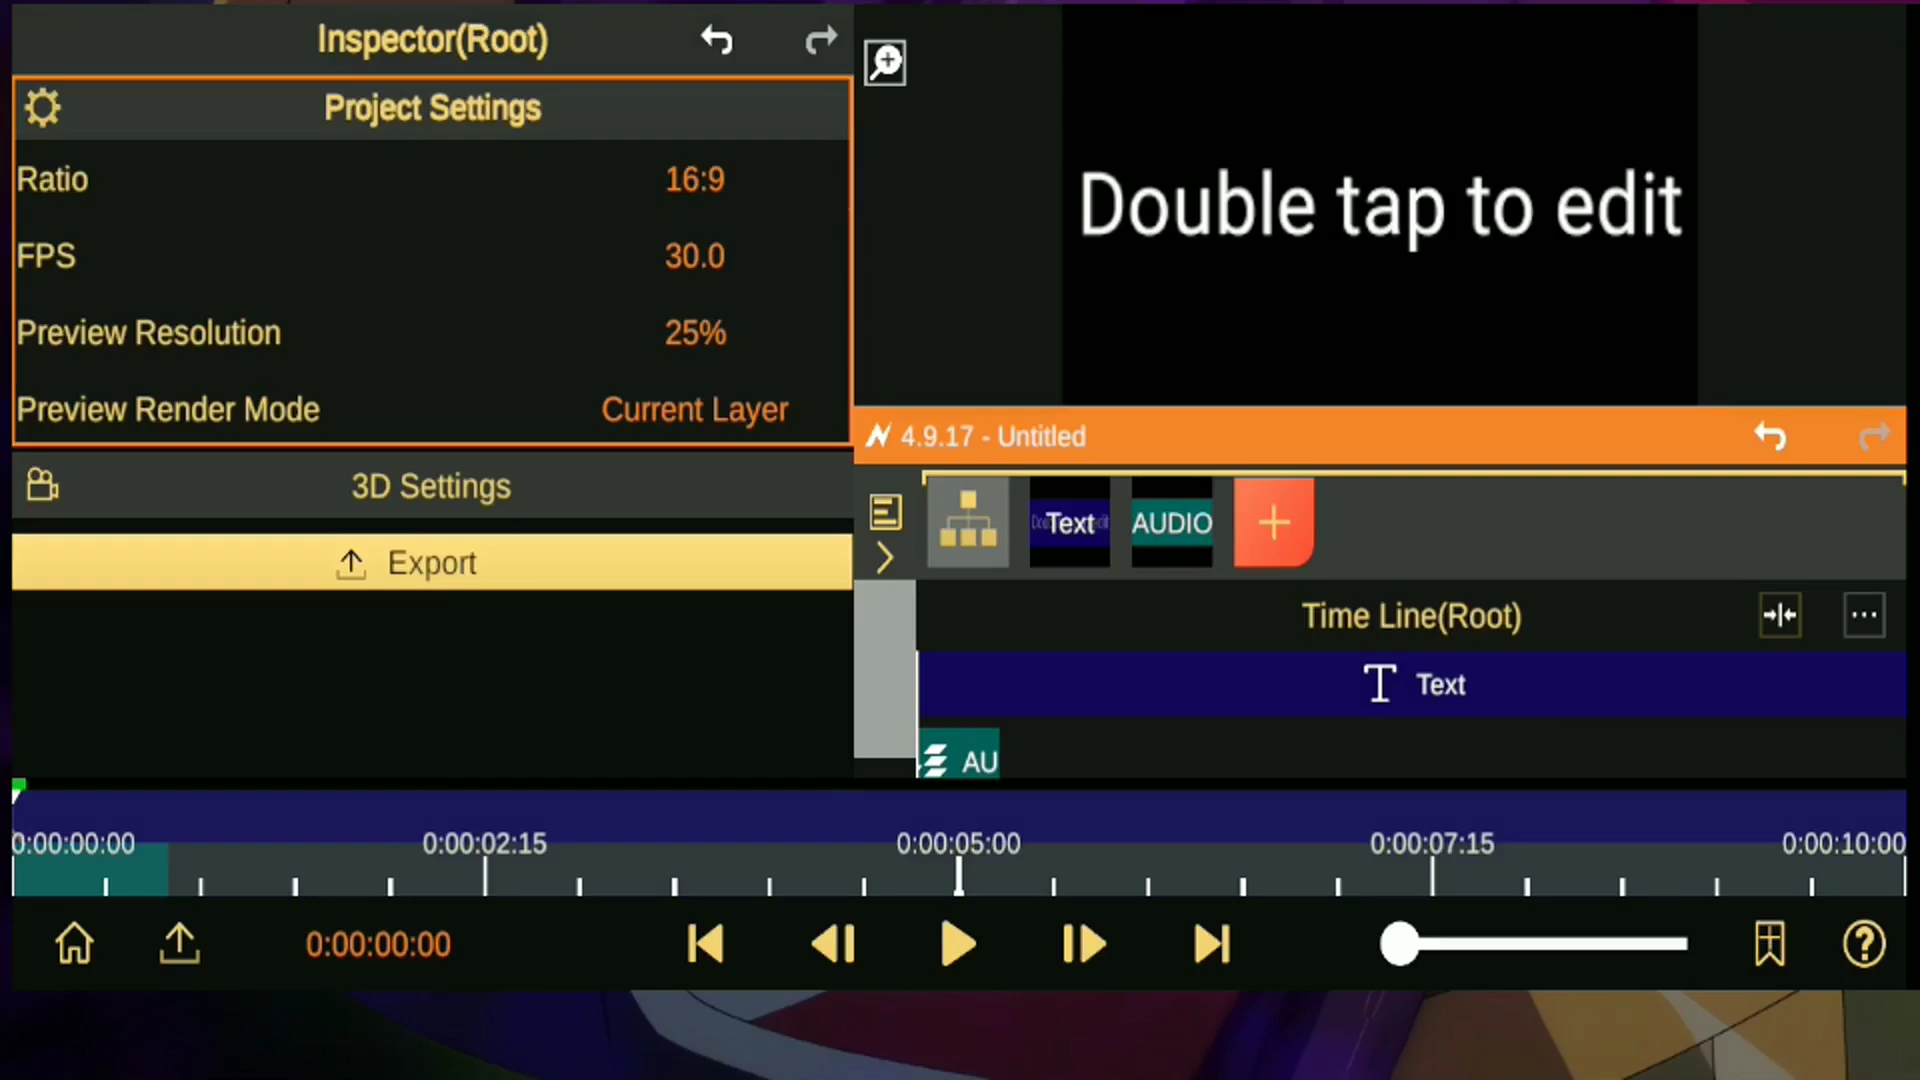 Inspector(Root)
Project Settings
Ratio 16:9
FPS 30.0
Preview Resolution 25%
Preview Render Mode Current Layer
3D Settings
Export
Double tap to edit
4.9.17 - Untitled
Text
AUDIO
Time Line(Root)
Text
AU
0:00:00:00
0:00:02:15
0:00:05:00
0:00:07:15
0:00:10:00
0:00:00:00